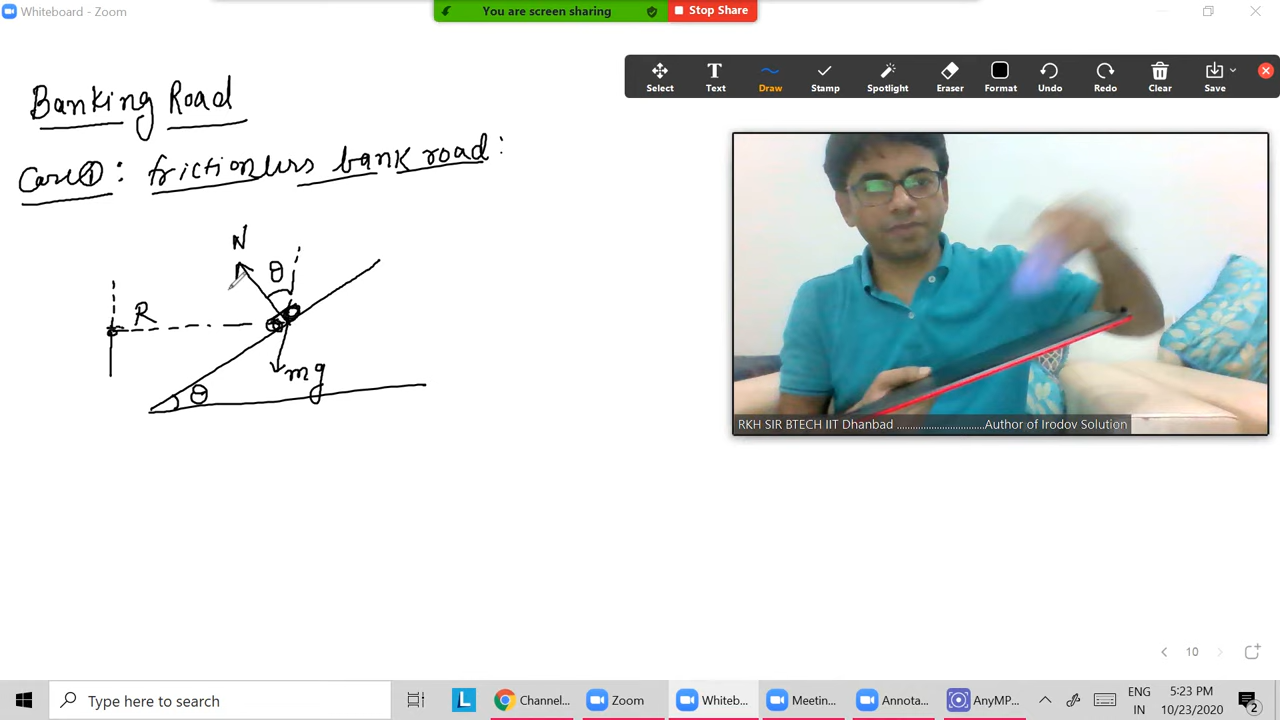 Whiteboard - Zoom
You are screen sharing
Stop Share
Select
Text
Draw
Stamp
Spotlight
Eraser
Format
Undo
Redo
Clear
Save
Banking Road
Case ① : frictionless bank road :
N
θ
R
mg
θ
RKH SIR BTECH IIT Dhanbad ................................Author of Irodov Solution
10
Type here to search
L
Channel...
Zoom
Whiteb...
Meetin...
Annota...
AnyMP...
ENG
IN
5:23 PM
10/23/2020
2